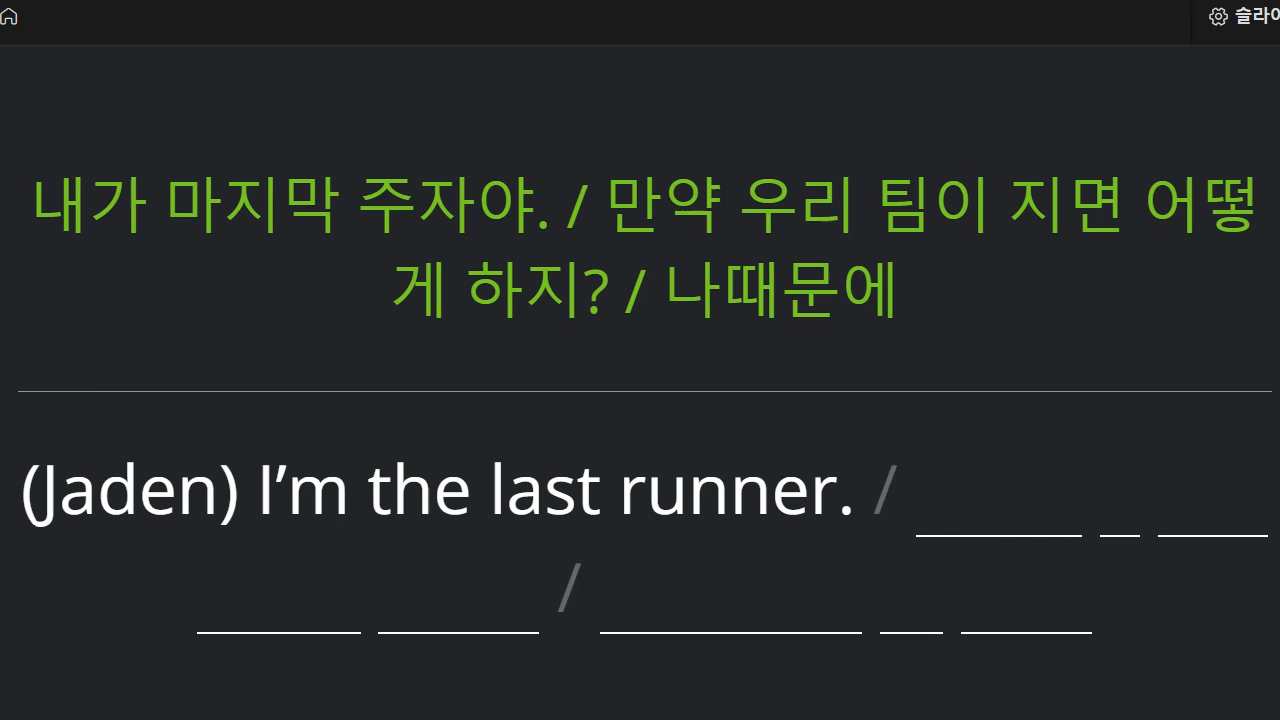 슬라이
내가 마지막 주자야. / 만약 우리 팀이 지면 어떻
게 하지? / 나때문에
(Jaden) I’m the last runner. /
/